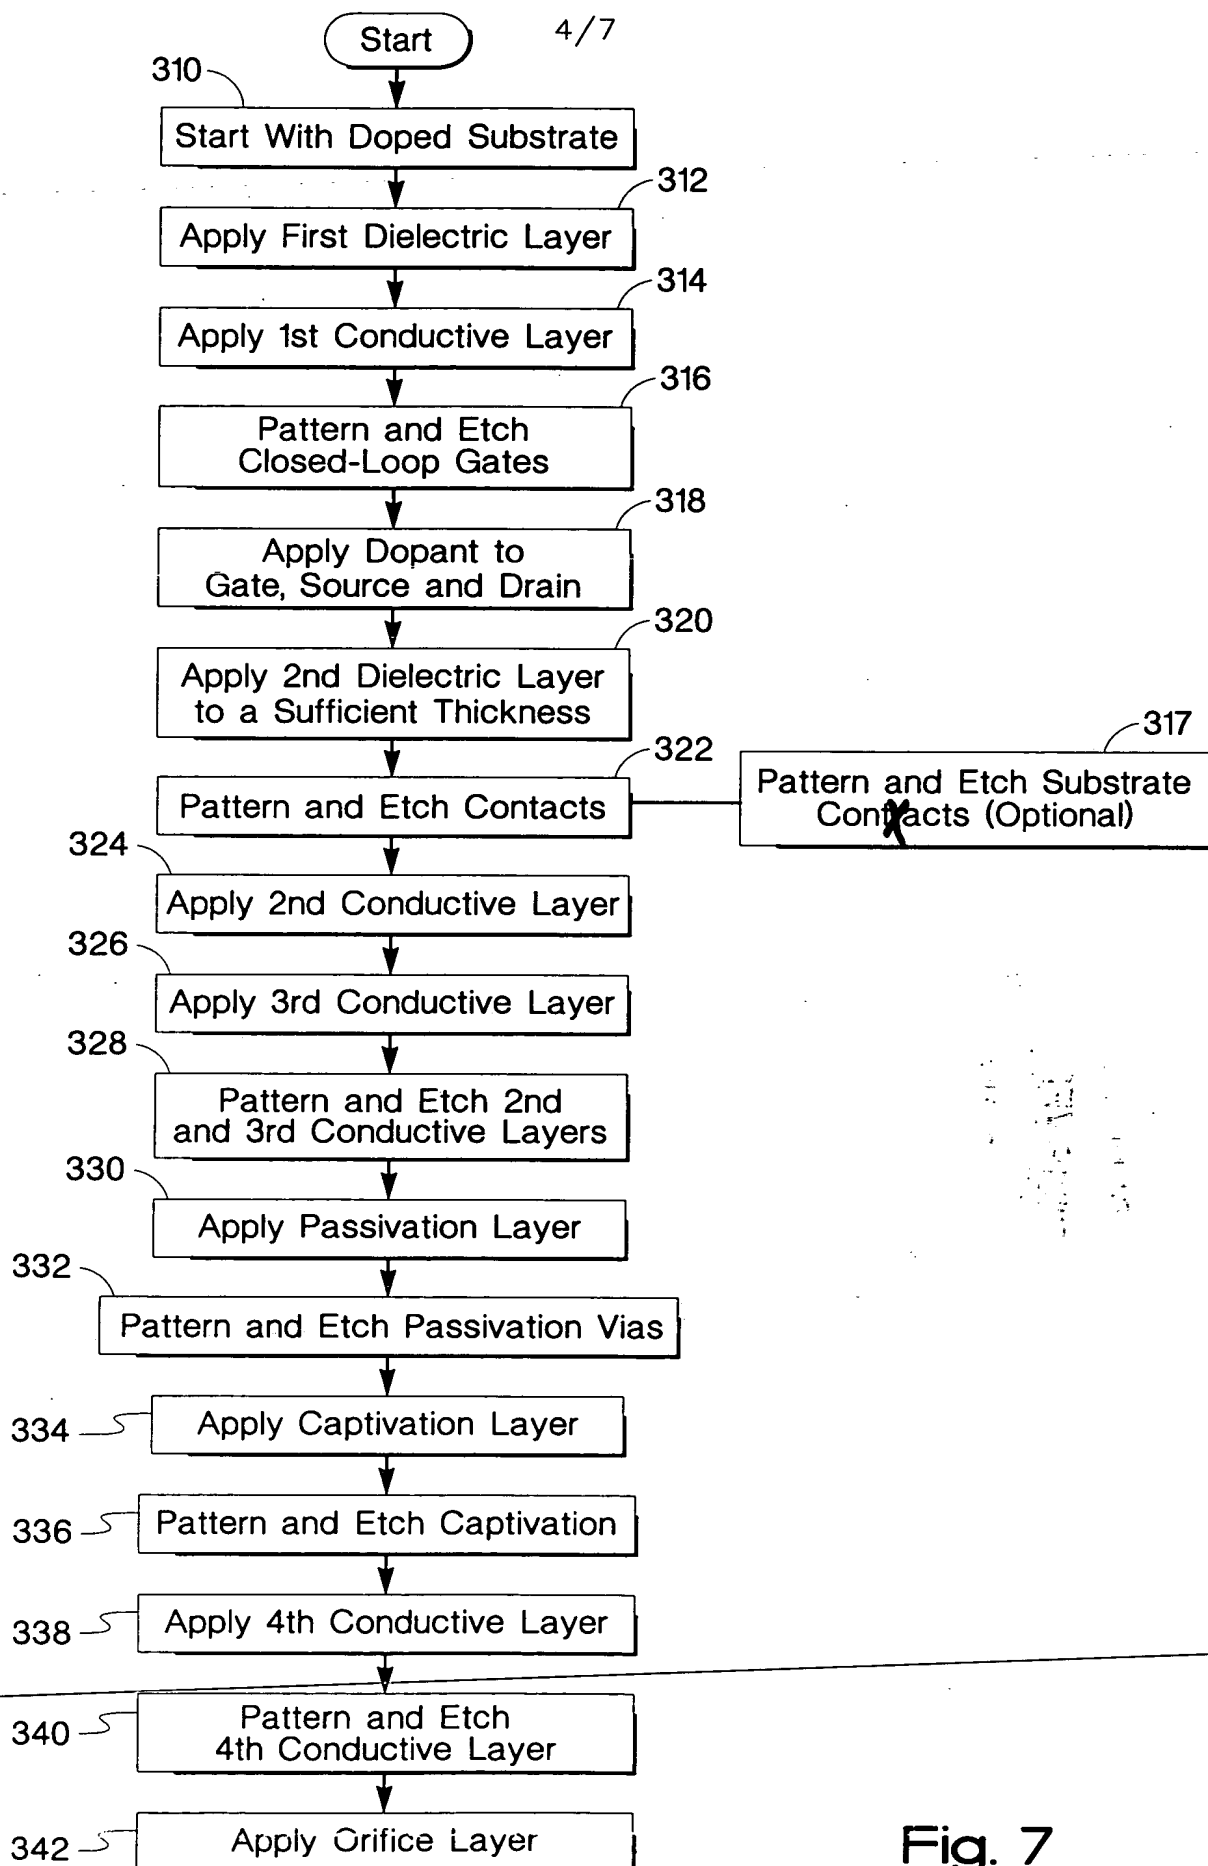 Start
4/7
310
Start With Doped Substrate
312
Apply First Dielectric Layer
314
Apply 1st Conductive Layer
316
Pattern and Etch
Closed-Loop Gates
318
Apply Dopant to
Gate, Source and Drain
320
Apply 2nd Dielectric Layer
to a Sufficient Thickness
322
Pattern and Etch Contacts
317
Pattern and Etch Substrate
Contacts (Optional)
324
Apply 2nd Conductive Layer
326
Apply 3rd Conductive Layer
328
Pattern and Etch 2nd
and 3rd Conductive Layers
330
Apply Passivation Layer
332
Pattern and Etch Passivation Vias
334
Apply Captivation Layer
336
Pattern and Etch Captivation
338
Apply 4th Conductive Layer
340
Pattern and Etch
4th Conductive Layer
342
Apply Orifice Layer
Fig. 7